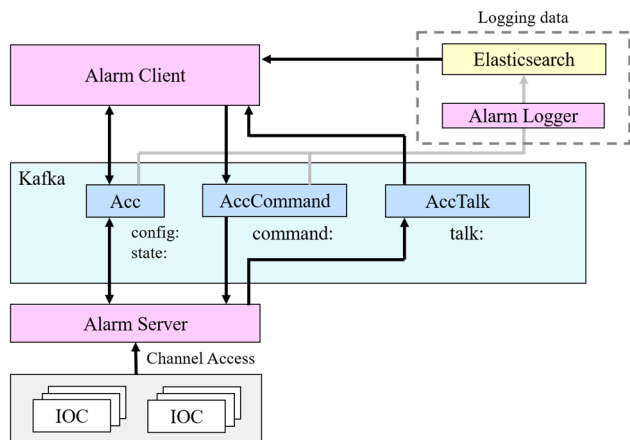 Logging data
Elasticsearch
Alarm Client
Alarm Logger
Kafka
Acc
AccCommand
AccTalk
config:
command:
talk:
state:
Alarm Server
Channel Access
IOC
IOC